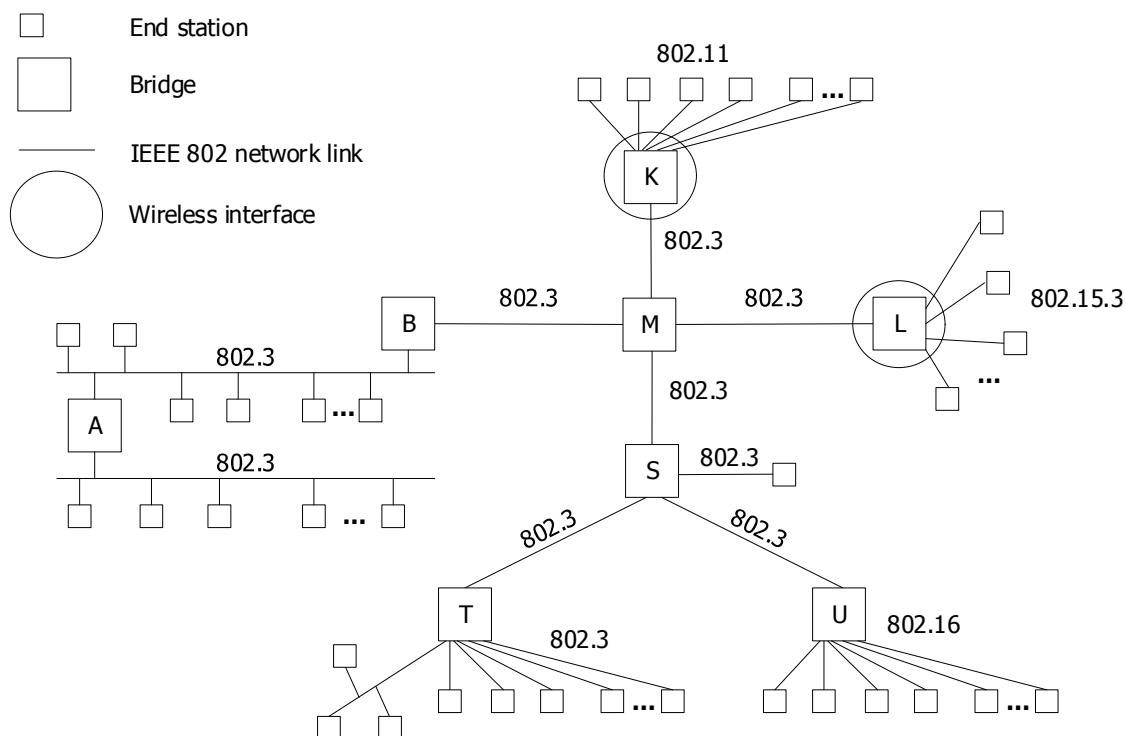 End station
Bridge
IEEE 802 network link
Wireless interface
802.11
...
K
802.3
802.15.3
B
802.3
M
802.3
L
...
802.3
802.3
A
...
802.3
...
S
802.3
802.3
802.3
T
U
802.3
802.16
...
...